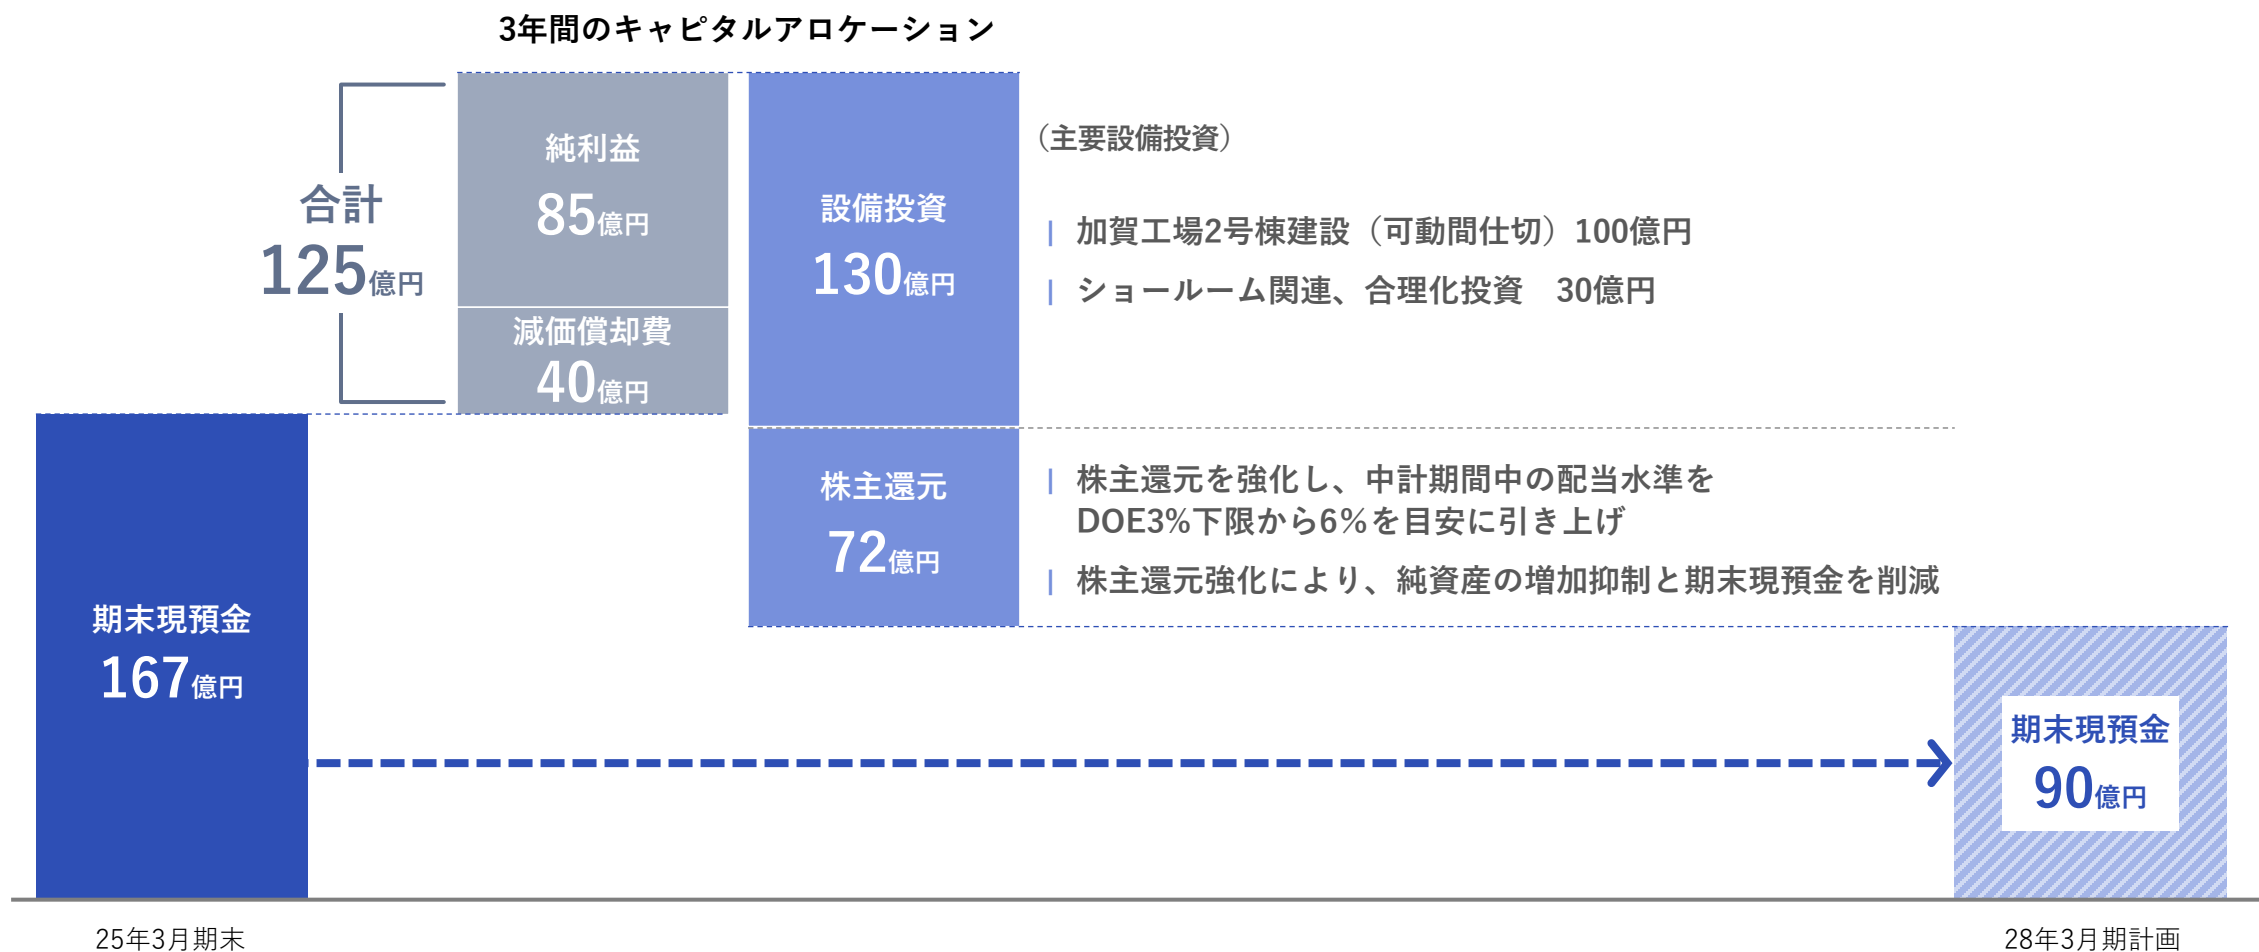 3年間のキャピタルアロケーション
合計
125億円
純利益
85億円
減価償却費
40億円
設備投資
130億円
（主要設備投資）
| 加賀工場2号棟建設（可動間仕切）100億円
| ショールーム関連、合理化投資　30億円
株主還元
72億円
| 株主還元を強化し、中計期間中の配当水準を
DOE3%下限から6％を目安に引き上げ
| 株主還元強化により、純資産の増加抑制と期末現預金を削減
期末現預金
167億円
期末現預金
90億円
25年3月期末
28年3月期計画